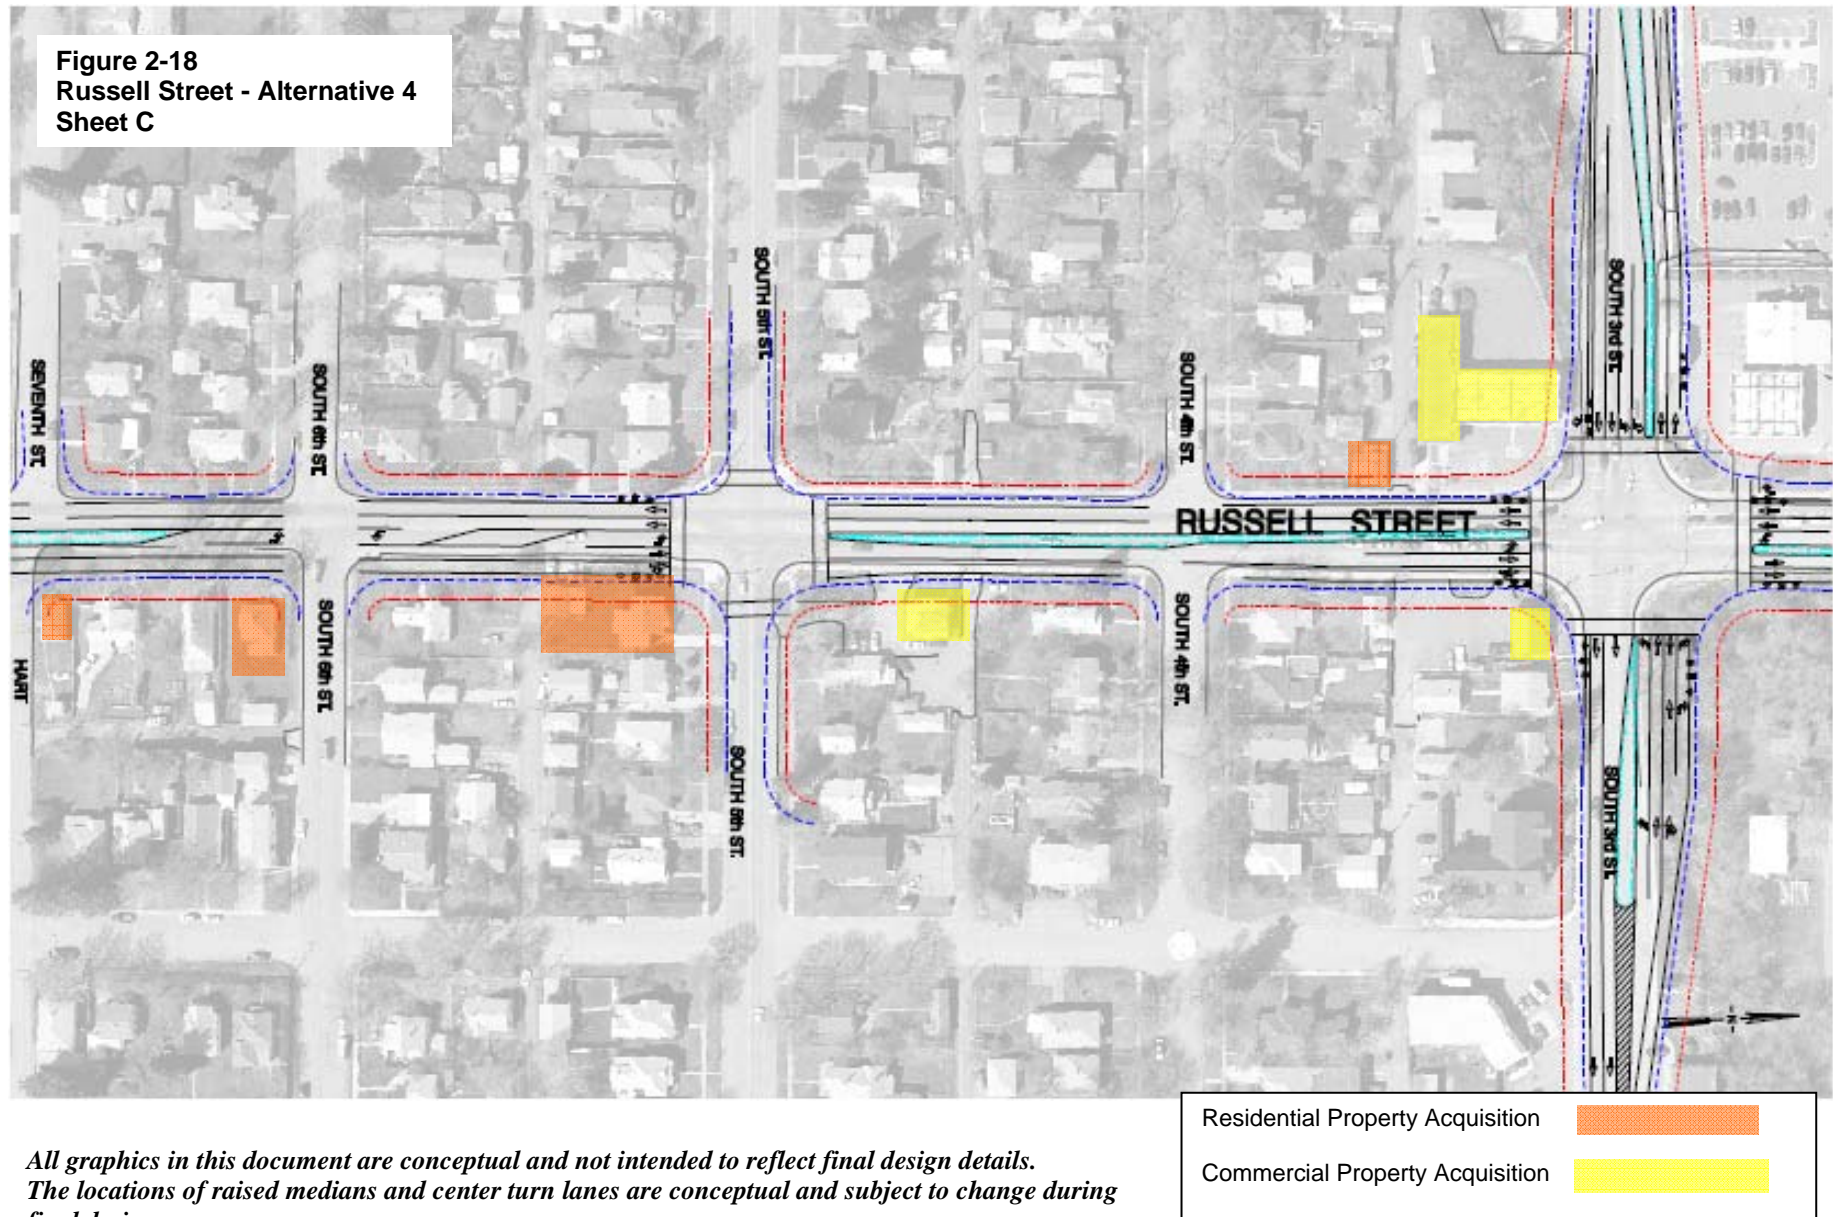 Figure 2-18
Russell Street - Alternative 4
Sheet C
SOUTH 5th ST.
SOUTH 3rd ST.
SEVENTH ST.
SOUTH 6th ST.
SOUTH 4th ST.
RUSSELL STREET
HART
SOUTH 6th ST.
SOUTH 5th ST.
SOUTH 4th ST.
SOUTH 3rd ST.
N
Residential Property Acquisition
Commercial Property Acquisition
All graphics in this document are conceptual and not intended to reflect final design details.
The locations of raised medians and center turn lanes are conceptual and subject to change during